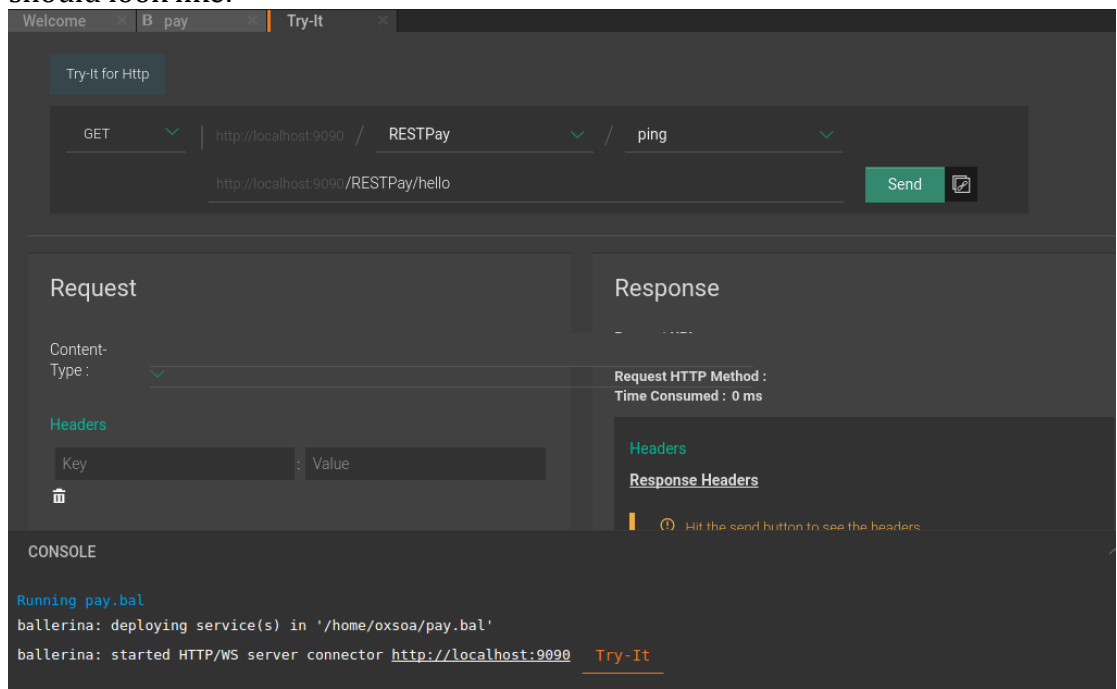 Welcome × B pay × Try-It ×
Try-It for Http
GET http://localhost:9090 / RESTPay / ping
http://localhost:9090/RESTPay/hello Send
Request
Response
Content-
Type :
Request HTTP Method :
Time Consumed : 0 ms
Headers
Key : Value
Headers
Response Headers
Hit the send button to see the headers
CONSOLE
Running pay.bal
ballerina: deploying service(s) in '/home/oxsoa/pay.bal'
ballerina: started HTTP/WS server connector http://localhost:9090 Try-It